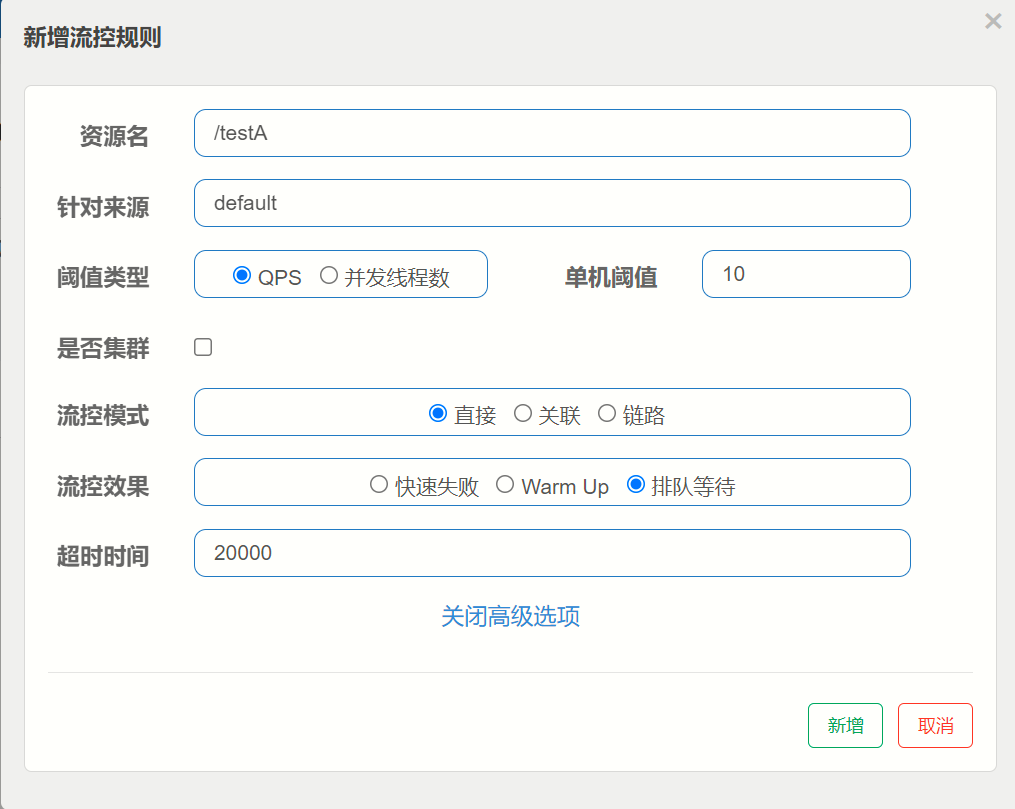 新增流控规则
×
资源名 /testA
针对来源 default
阈值类型 QPS 并发线程数 单机阈值 10
是否集群
流控模式 直接 关联 链路
流控效果 快速失败 Warm Up 排队等待
超时时间 20000
关闭高级选项
新增 取消